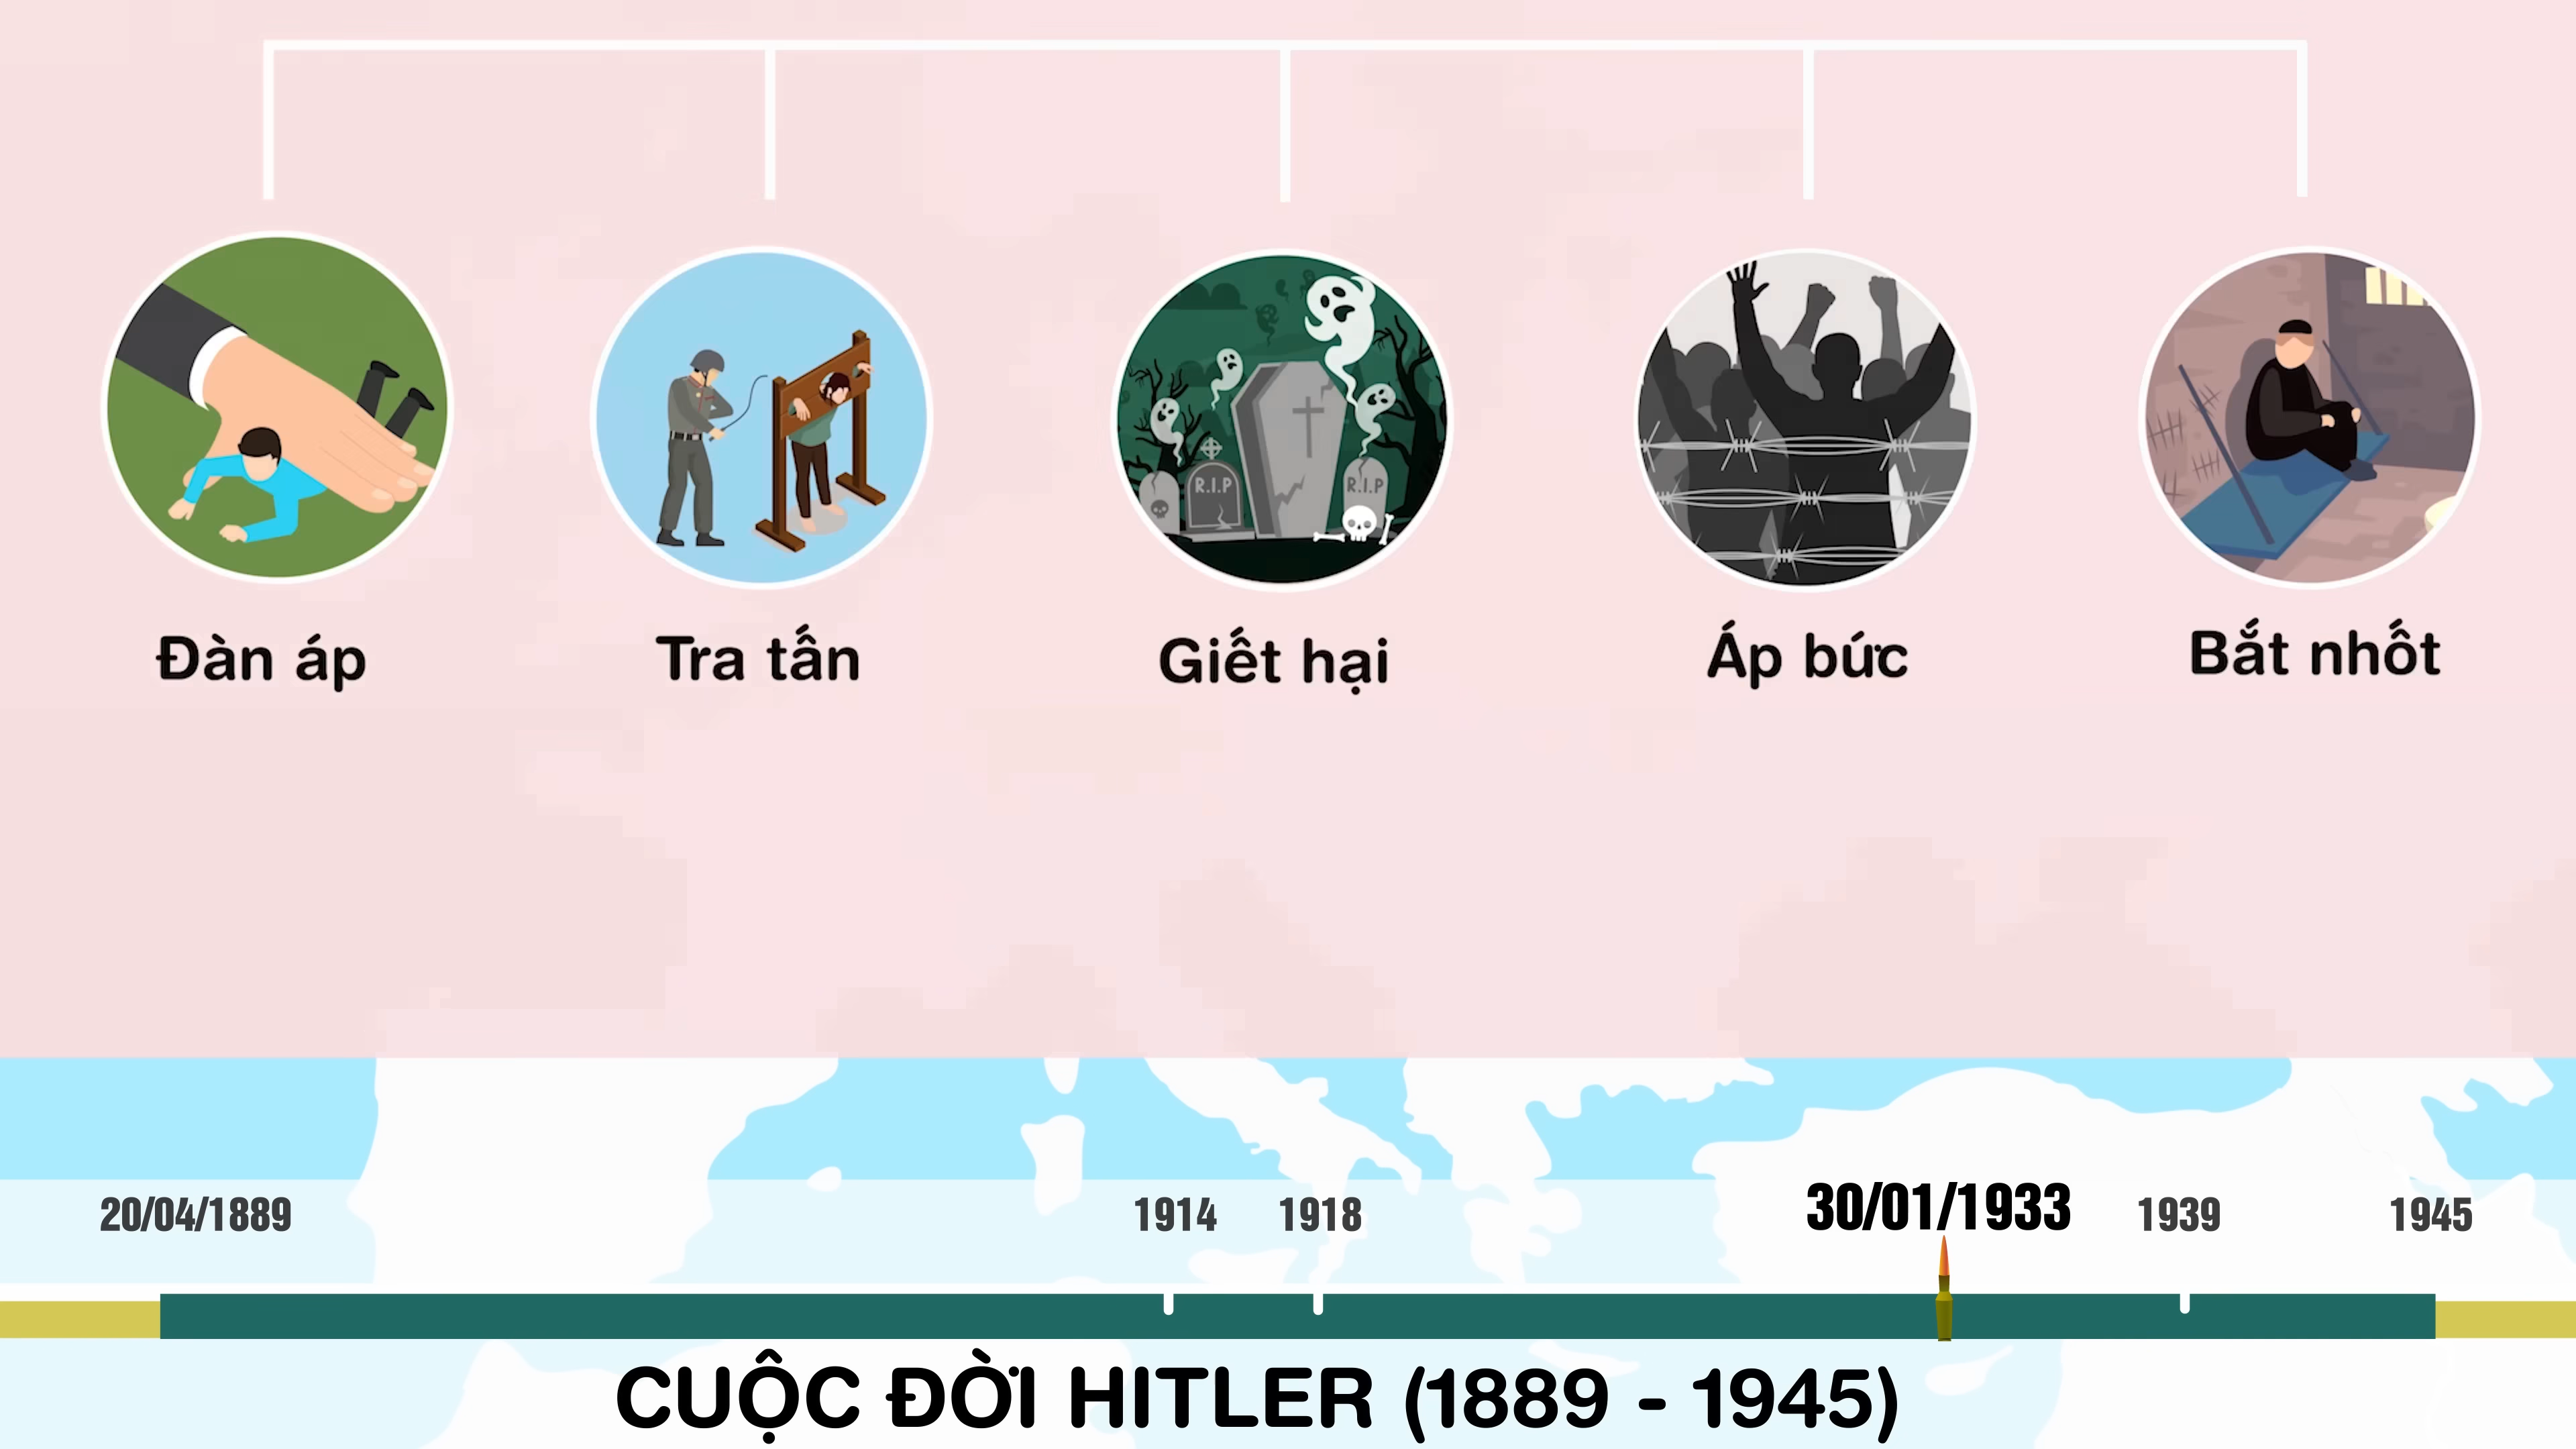 Đàn áp
Tra tấn
Giết hại
Áp bức
Bắt nhốt
R.I.P
R.I.P
20/04/1889
1914
1918
30/01/1933
1939
1945
CUỘC ĐỜI HITLER (1889 - 1945)